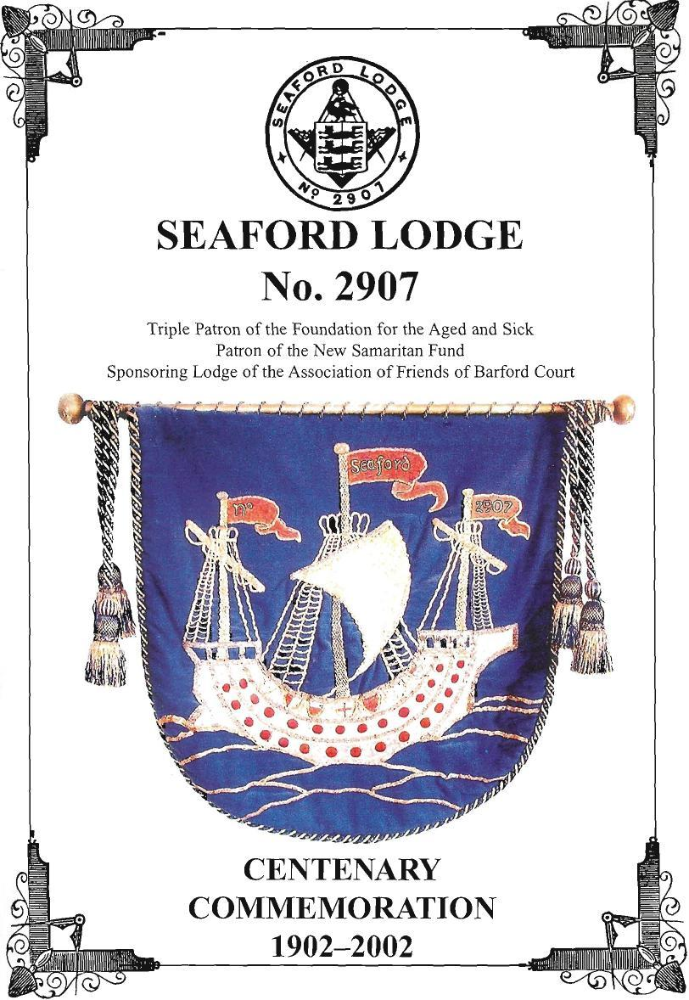 SEAFORD LODGE
No 2907
SEAFORD LODGE
No. 2907
Triple Patron of the Foundation for the Aged and Sick
Patron of the New Samaritan Fund
Sponsoring Lodge of the Association of Friends of Barford Court
Seaford
no
2907
CENTENARY
COMMEMORATION
1902–2002